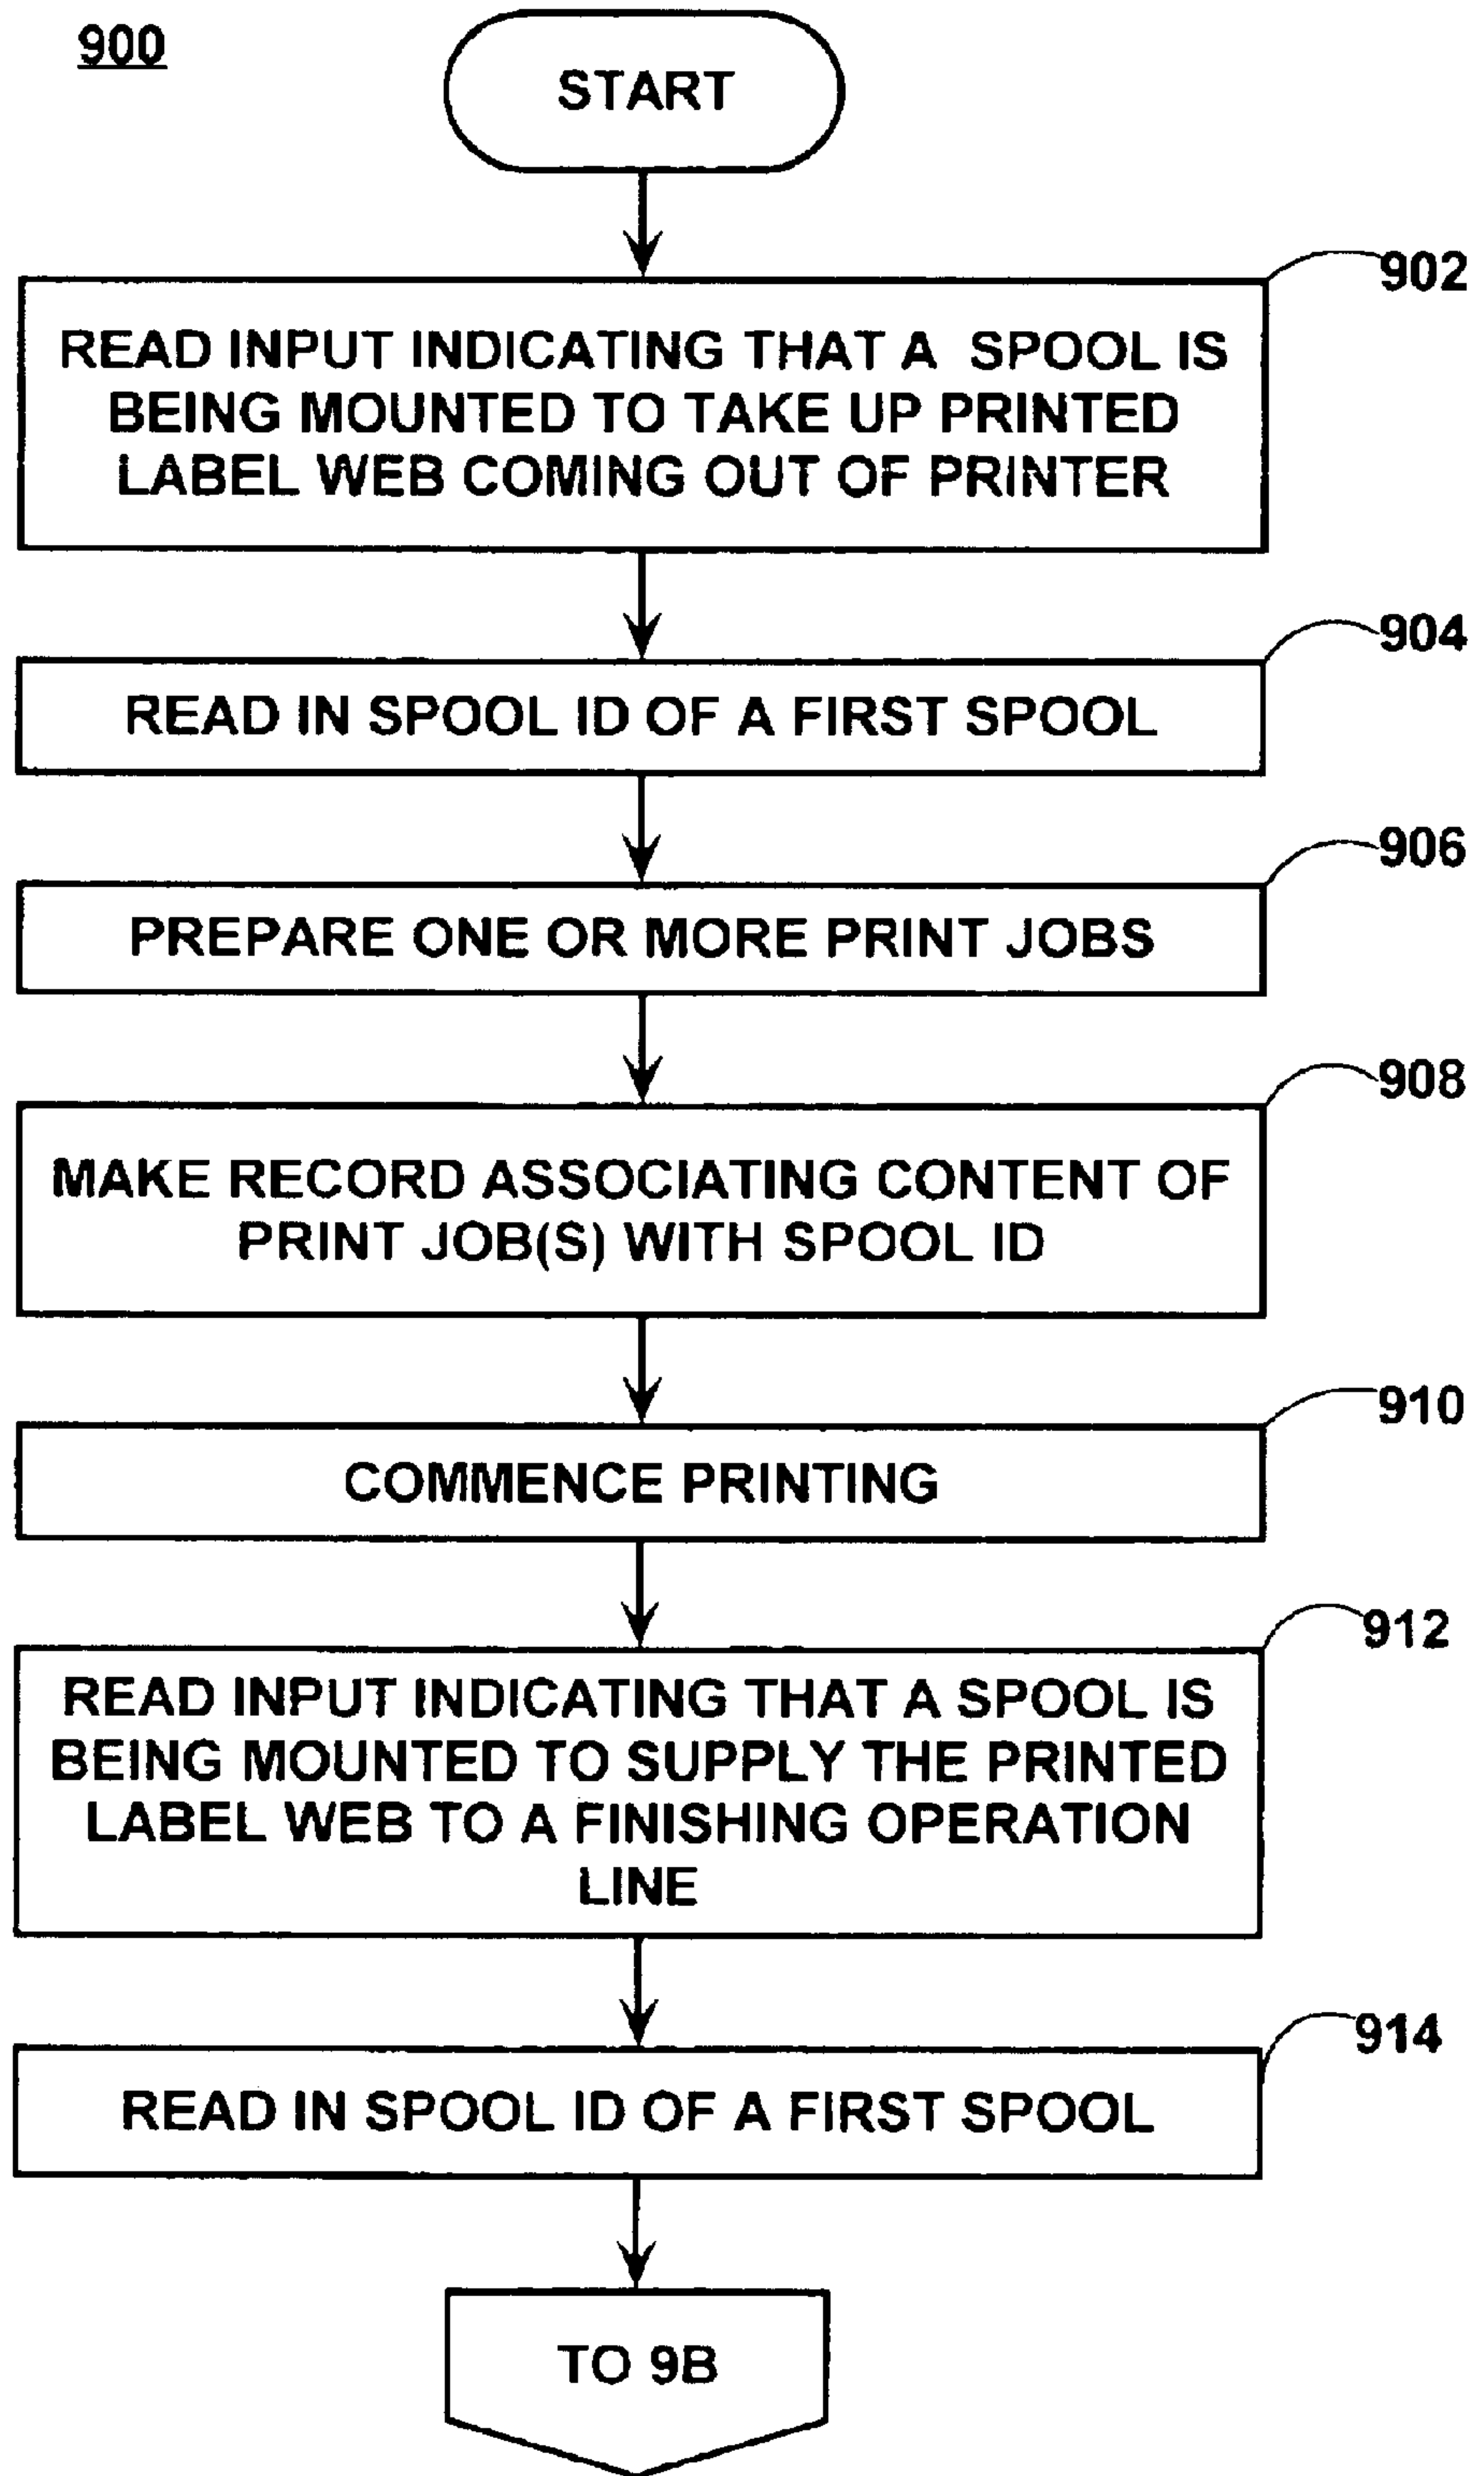 900
START
902
READ INPUT INDICATING THAT A SPOOL IS
BEING MOUNTED TO TAKE UP PRINTED
LABEL WEB COMING OUT OF PRINTER
904
READ IN SPOOL ID OF A FIRST SPOOL
906
PREPARE ONE OR MORE PRINT JOBS
908
MAKE RECORD ASSOCIATING CONTENT OF
PRINT JOB(S) WITH SPOOL ID
910
COMMENCE PRINTING
912
READ INPUT INDICATING THAT A SPOOL IS
BEING MOUNTED TO SUPPLY THE PRINTED
LABEL WEB TO A FINISHING OPERATION
LINE
914
READ IN SPOOL ID OF A FIRST SPOOL
TO 9B